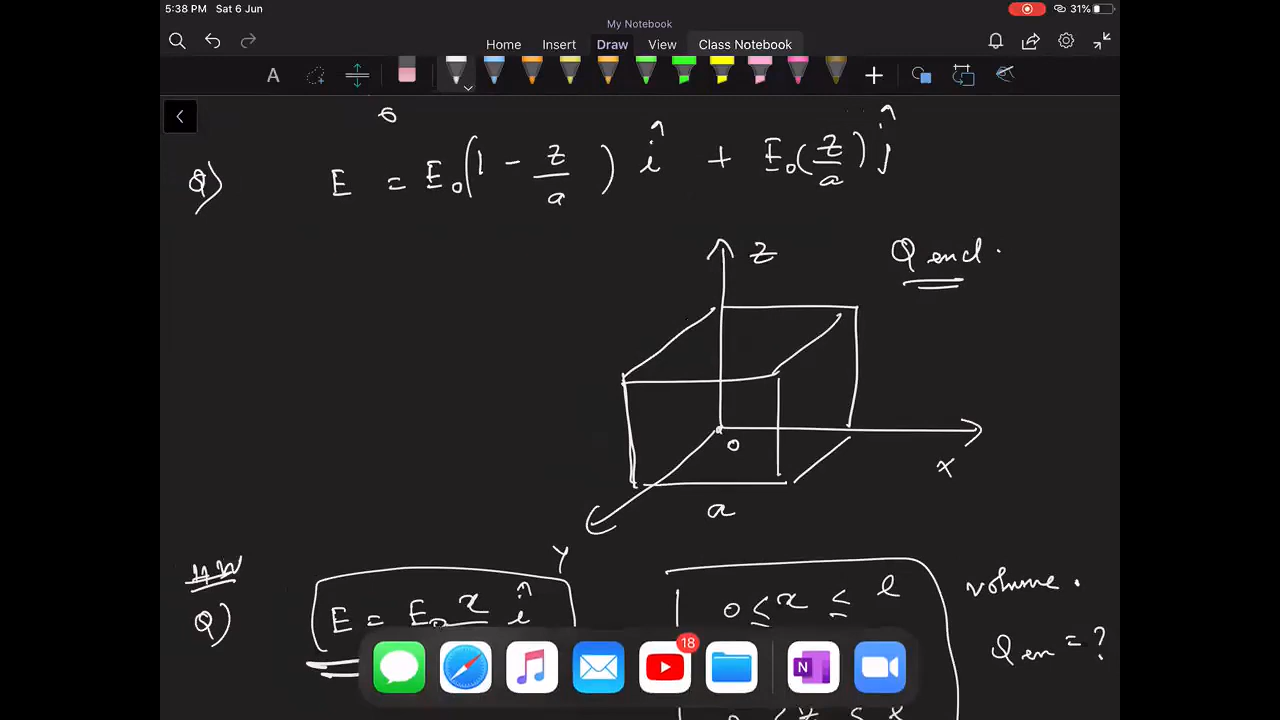 5:38 PM Sat 6 Jun
31%
My Notebook
Home Insert Draw View Class Notebook
A
Q) E = E₀(1 - z/a) î + E₀(z/a) ĵ
Z
Q encl.
O
X
a
Y
HW
Q) E = E₀ x î
0 ≤ x ≤ l
volume.
Q en = ?
18
N